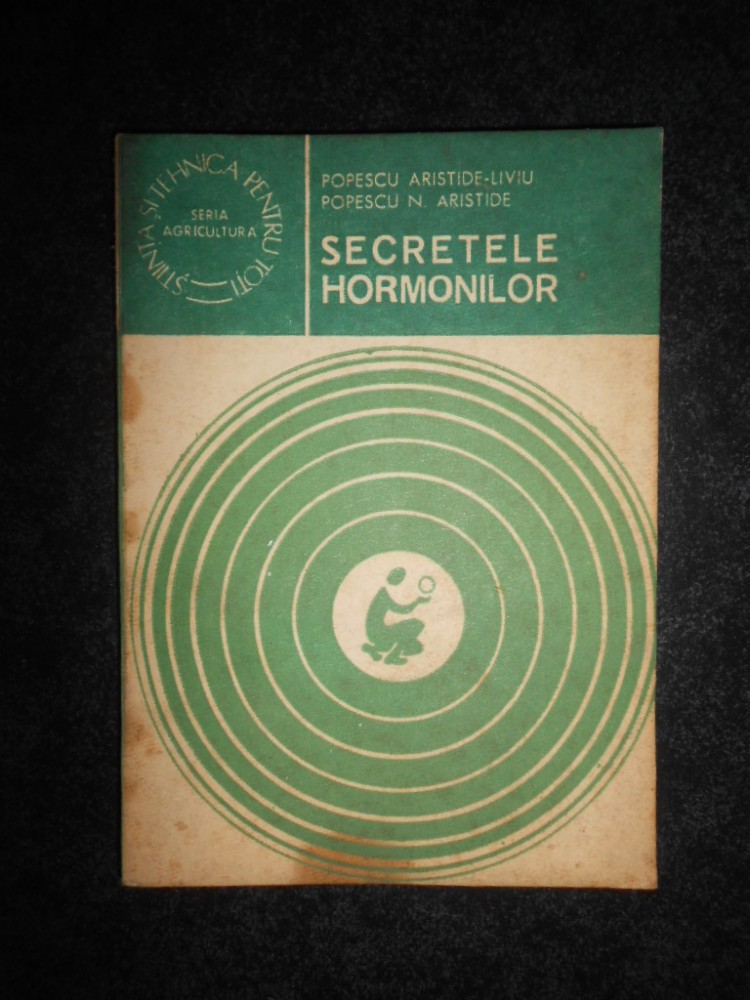 ȘTIINȚA ȘI TEHNICA PENTRU TOȚI
SERIA
AGRICULTURA
POPESCU ARISTIDE-LIVIU
POPESCU N. ARISTIDE
SECRETELE
HORMONILOR